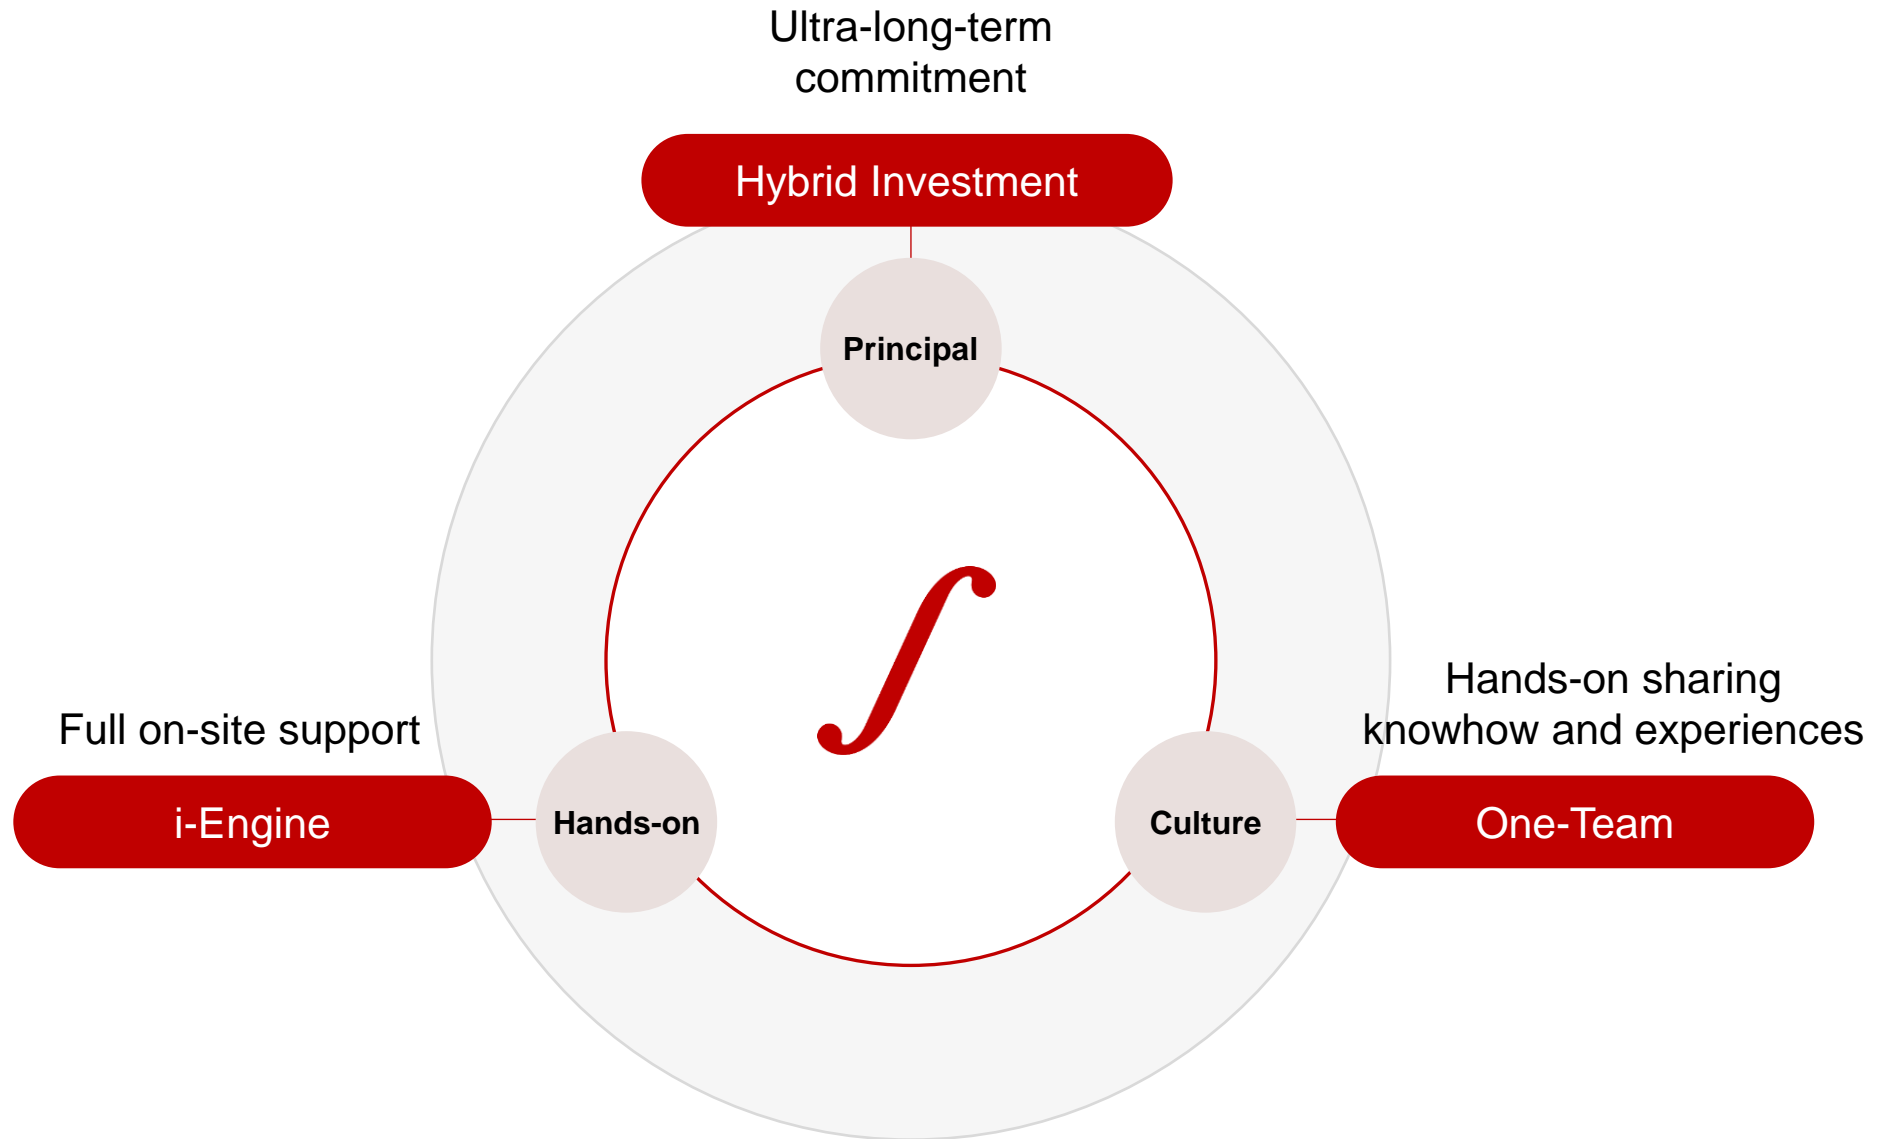 Ultra-long-term
commitment
Hybrid Investment
Principal
Full on-site support
i-Engine
Hands-on
Hands-on sharing
knowhow and experiences
Culture
One-Team